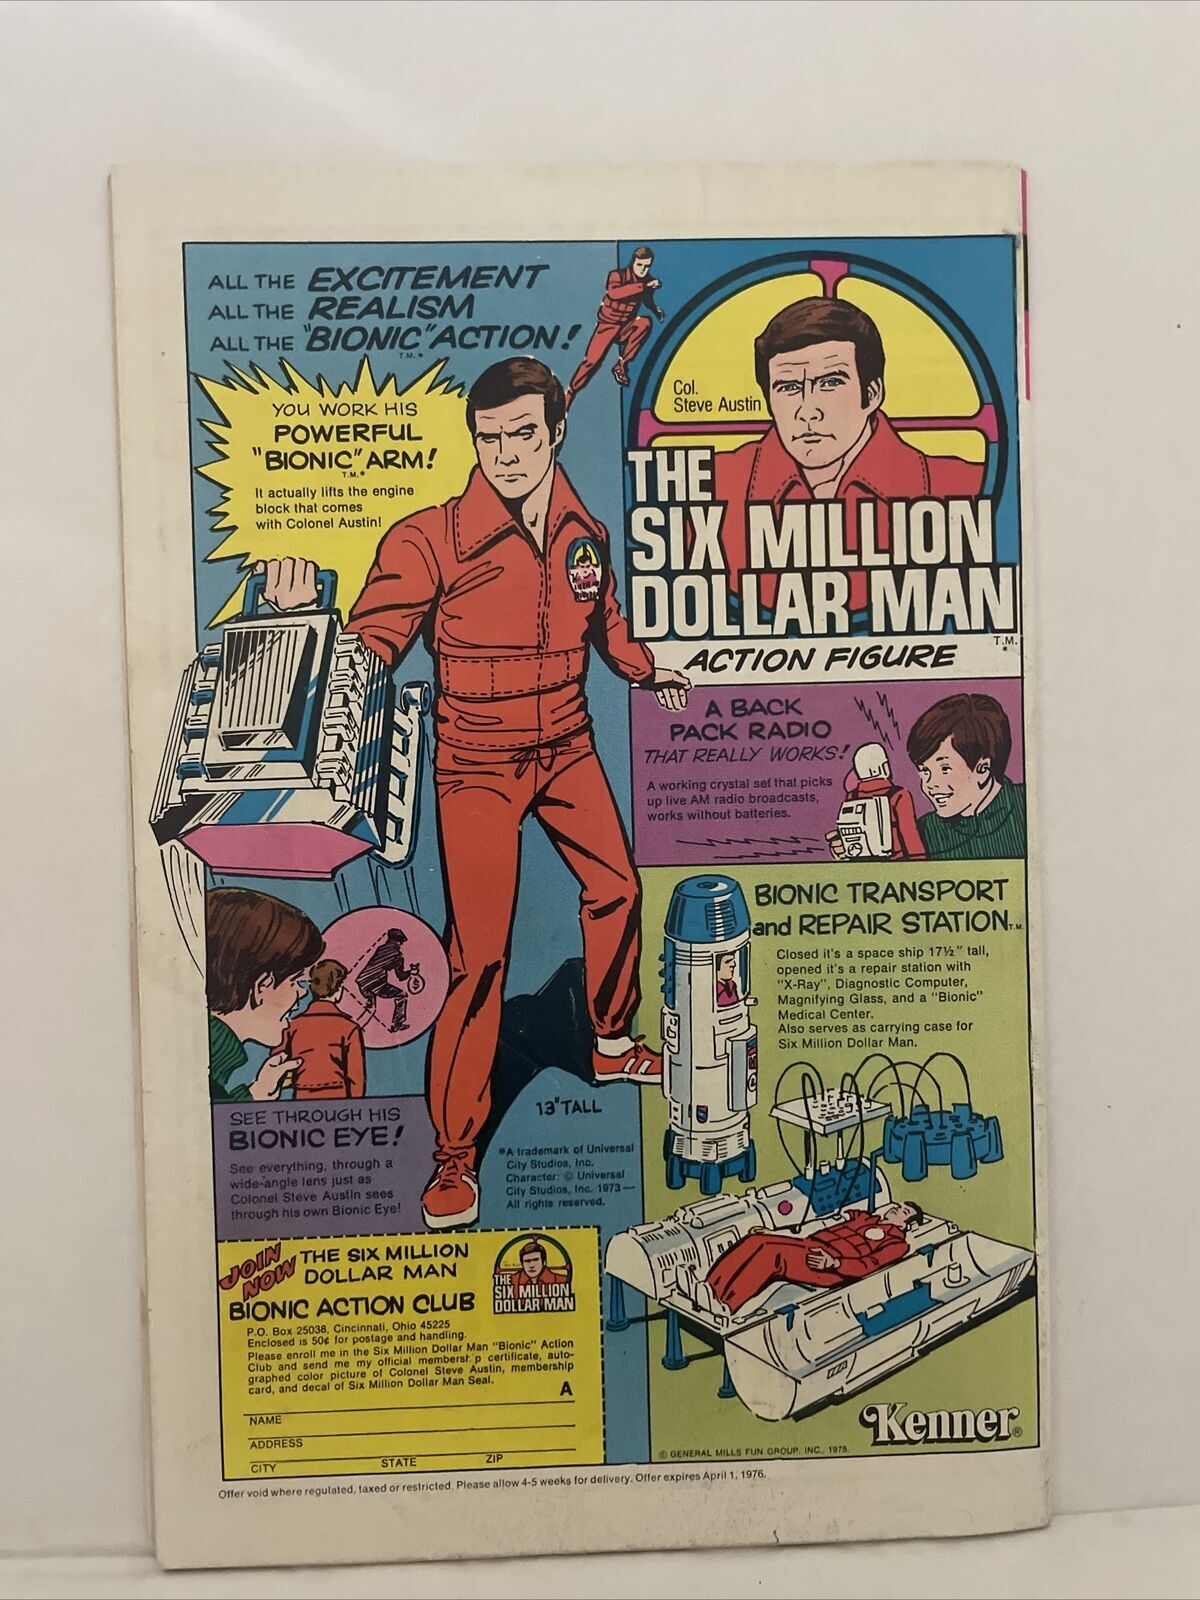 ALL THE EXCITEMENT
ALL THE REALISM
ALL THE "BIONIC" ACTION!
T.M.*
YOU WORK HIS
POWERFUL
"BIONIC" ARM!
T.M.*
It actually lifts the engine
block that comes
with Colonel Austin!
Col.
Steve Austin
THE
SIX MILLION
DOLLAR MAN
T.M.
*
ACTION FIGURE
A BACK
PACK RADIO
THAT REALLY WORKS!
A working crystal set that picks
up live AM radio broadcasts,
works without batteries.
BIONIC TRANSPORT
and REPAIR STATION T.M.
Closed it's a space ship 17½" tall,
opened it's a repair station with
"X-Ray", Diagnostic Computer,
Magnifying Glass, and a "Bionic"
Medical Center.
Also serves as carrying case for
Six Million Dollar Man.
SEE THROUGH HIS
BIONIC EYE!
See everything, through a
wide-angle lens just as
Colonel Steve Austin sees
through his own Bionic Eye!
$
13" TALL
*A trademark of Universal
City Studios, Inc.
Character: © Universal
City Studios, Inc. 1973—
All rights reserved.
JOIN
NOW
THE SIX MILLION
DOLLAR MAN
BIONIC ACTION CLUB
THE
SIX MILLION
DOLLAR MAN
P.O. Box 25038, Cincinnati, Ohio 45225
Enclosed is 50¢ for postage and handling.
Please enroll me in the Six Million Dollar Man "Bionic" Action
Club and send me my official membership certificate, auto-
graphed color picture of Colonel Steve Austin, membership
card, and decal of Six Million Dollar Man Seal.
A
NAME
ADDRESS
CITY STATE ZIP
Kenner®
© GENERAL MILLS FUN GROUP, INC., 1975.
Offer void where regulated, taxed or restricted. Please allow 4-5 weeks for delivery. Offer expires April 1, 1976.